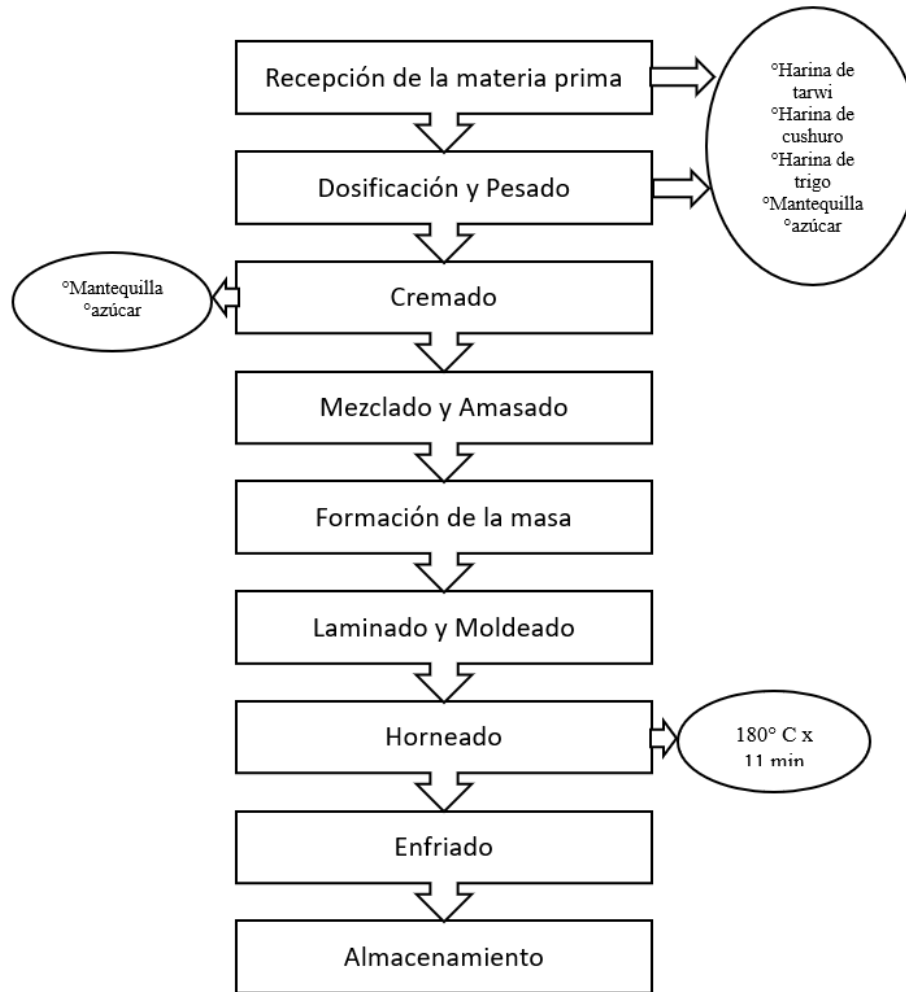 Recepción de la materia prima
°Harina de
tarwi
°Harina de
cushuro
°Harina de
trigo
°Mantequilla
°azúcar
Dosificación y Pesado
Cremado
°Mantequilla
°azúcar
Mezclado y Amasado
Formación de la masa
Laminado y Moldeado
Horneado
180° C x
11 min
Enfriado
Almacenamiento